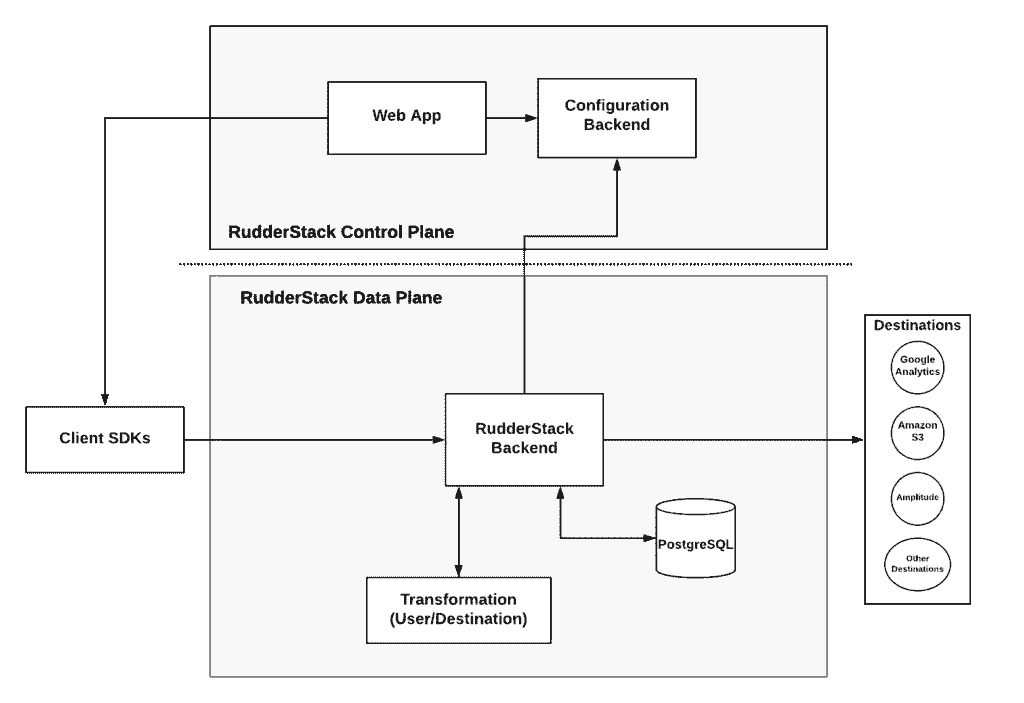 Web App
Configuration
Backend
RudderStack Control Plane
RudderStack Data Plane
Destinations
Google
Analytics
Amazon
S3
Amplitude
Other
Destinations
Client SDKs
RudderStack
Backend
PostgreSQL
Transformation
(User/Destination)